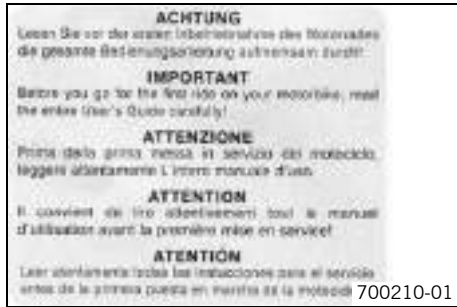 ACHTUNG
Lesen Sie vor der ersten Inbetriebnahme des Motorrades
die gesamte Bedienungsanleitung aufmerksam durch!
IMPORTANT
Before you go for the first ride on your motorbike, read
the entire User's Guide carefully!
ATTENZIONE
Prima della prima messa in servizio del motociclo,
leggere attentamente L'intero manuale d'uso.
ATTENTION
Il convient de lire attentivement tout le manuel
d'utilisation avant la première mise en service!
ATENTIÓN
Leer atentamente todas las instrucciones para el servicio
antes de la primera puesta en marcha de la
700210-01